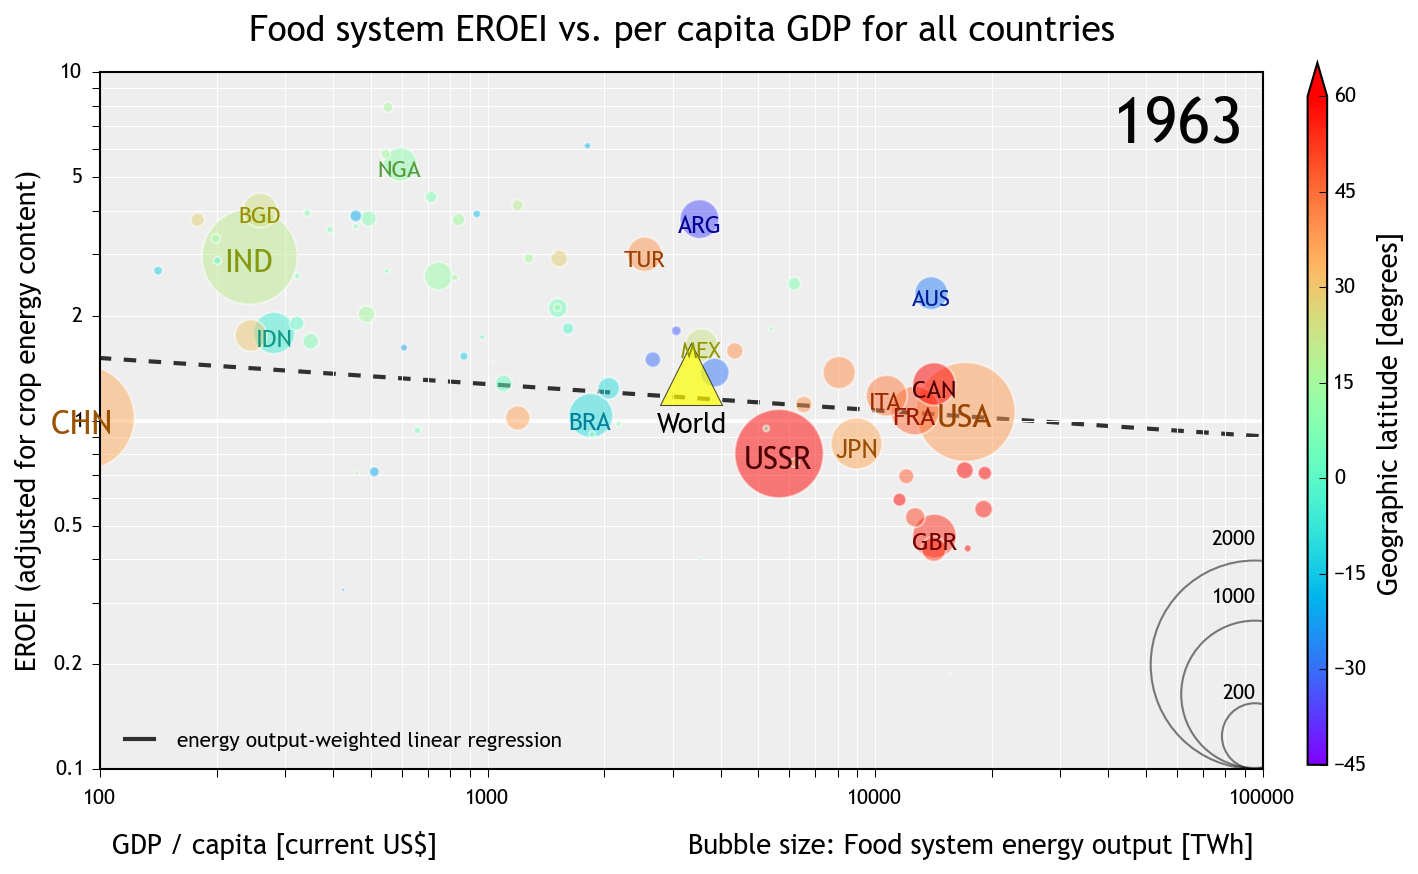 Food system EROEI vs. per capita GDP for all countries
1963
EROEI (adjusted for crop energy content)
10
5
2
1
0.5
0.2
0.1
NGA
BGD
IND
IDN
CHN
ARG
TUR
AUS
MEX
World
BRA
USSR
JPN
ITA
FRA
CAN
USA
GBR
2000
1000
200
energy output-weighted linear regression
100
1000
10000
100000
GDP / capita [current US$]
Bubble size: Food system energy output [TWh]
60
45
30
15
0
−15
−30
−45
Geographic latitude [degrees]